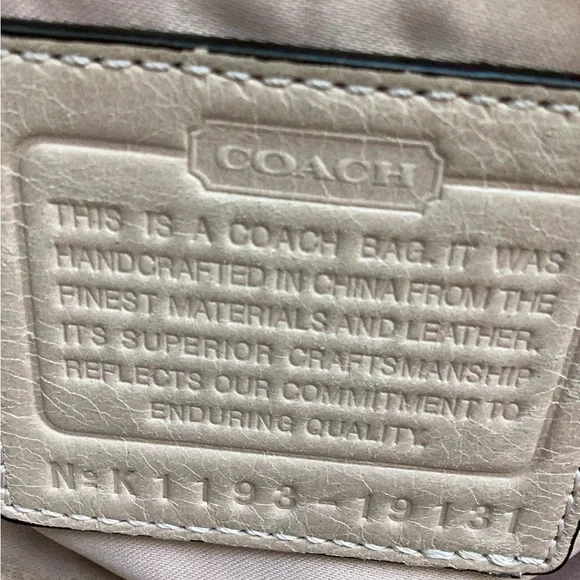 COACH
THIS IS A COACH BAG. IT WAS
HANDCRAFTED IN CHINA FROM THE
FINEST MATERIALS AND LEATHER.
ITS SUPERIOR CRAFTSMANSHIP
REFLECTS OUR COMMITMENT TO
ENDURING QUALITY.
No K1193-19131